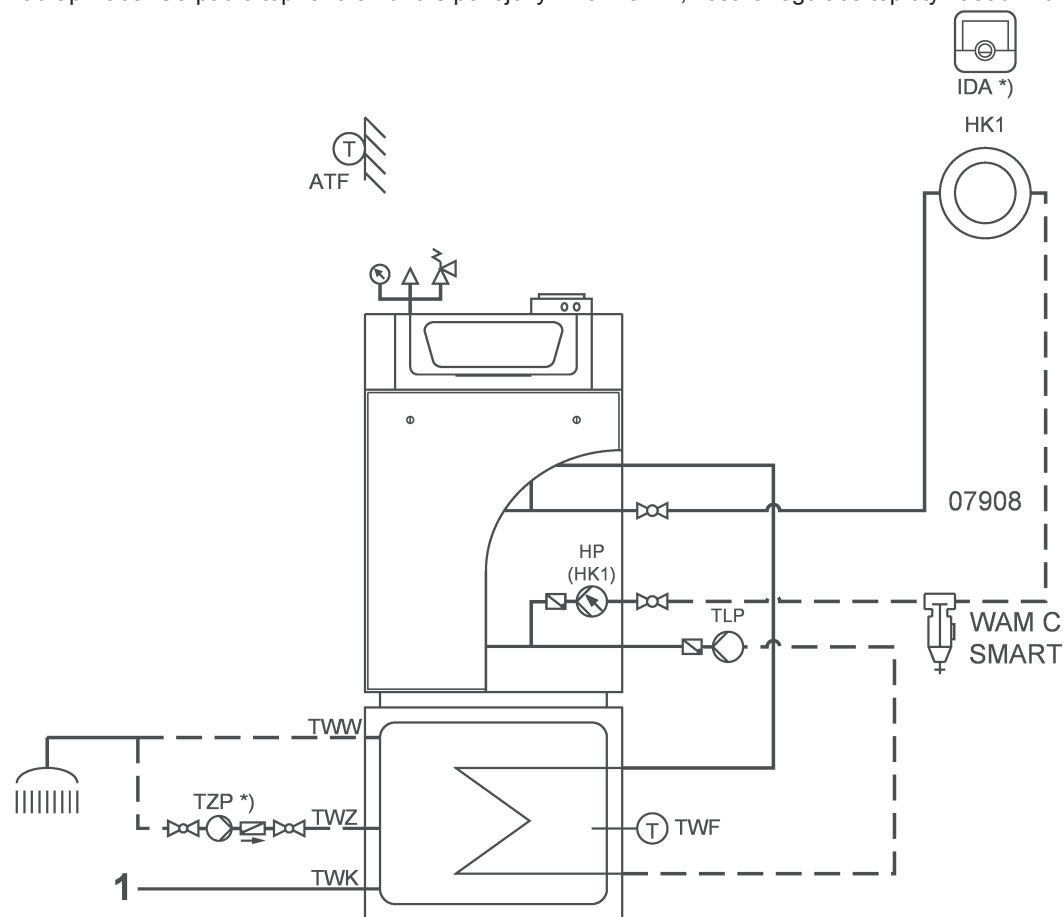 IDA *)
HK1
T
ATF
07908
HP
(HK1)
TLP
WAM C
SMART
TWW
TZP *)
TWZ
T
TWF
TWK
1